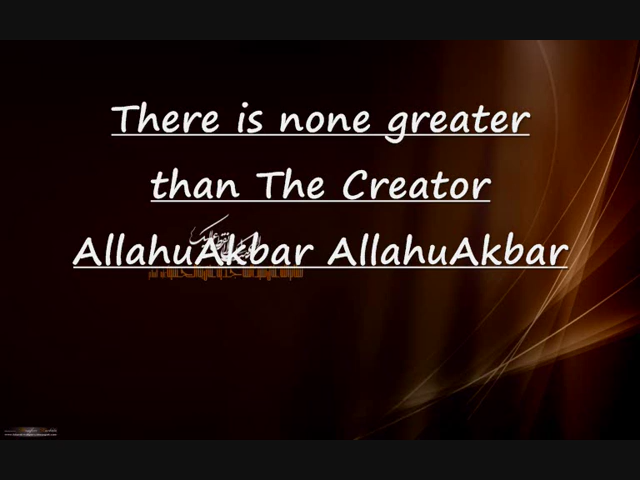 There is none greater
than The Creator
AllahuAkbar AllahuAkbar